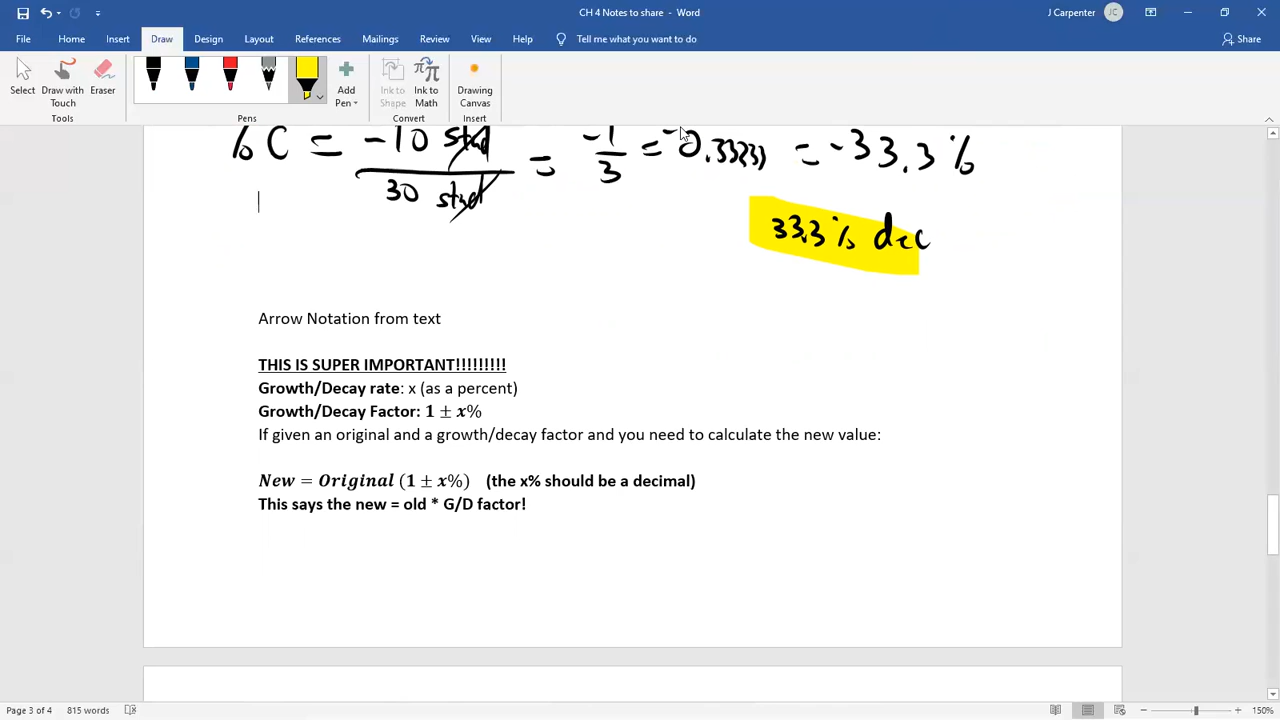 CH 4 Notes to share - Word
J Carpenter JC
File Home Insert Draw Design Layout References Mailings Review View Help Tell me what you want to do Share
Select Draw with Touch Eraser Add Pen Ink to Shape Ink to Math Drawing Canvas
Tools Pens Convert Insert
% C = -10 stud / 30 stud = -1/3 = -0.3333 = -33.3%
33.3% dec
Arrow Notation from text
THIS IS SUPER IMPORTANT!!!!!!!!!
Growth/Decay rate: x (as a percent)
Growth/Decay Factor: 1 ± x%
If given an original and a growth/decay factor and you need to calculate the new value:
New = Original (1 ± x%) (the x% should be a decimal)
This says the new = old * G/D factor!
Page 3 of 4 815 words 150%